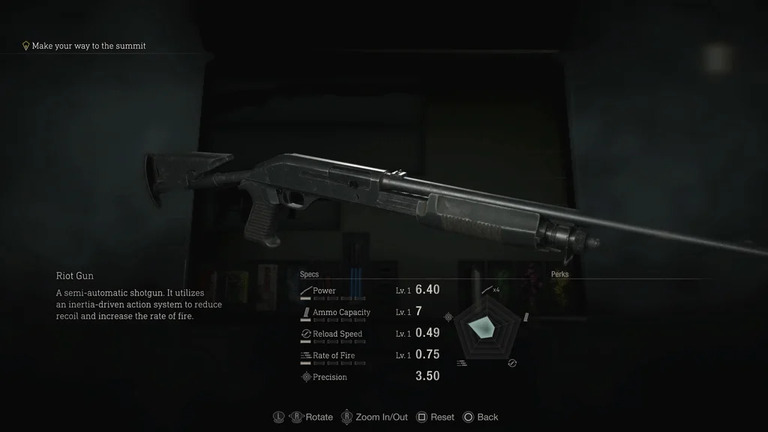 Make your way to the summit
Riot Gun
A semi-automatic shotgun. It utilizes
an inertia-driven action system to reduce
recoil and increase the rate of fire.
Specs
Power Lv. 1 6.40
Ammo Capacity Lv. 1 7
Reload Speed Lv. 1 0.49
Rate of Fire Lv. 1 0.75
Precision 3.50
Perks
x4
L R Rotate R Zoom In/Out Reset Back